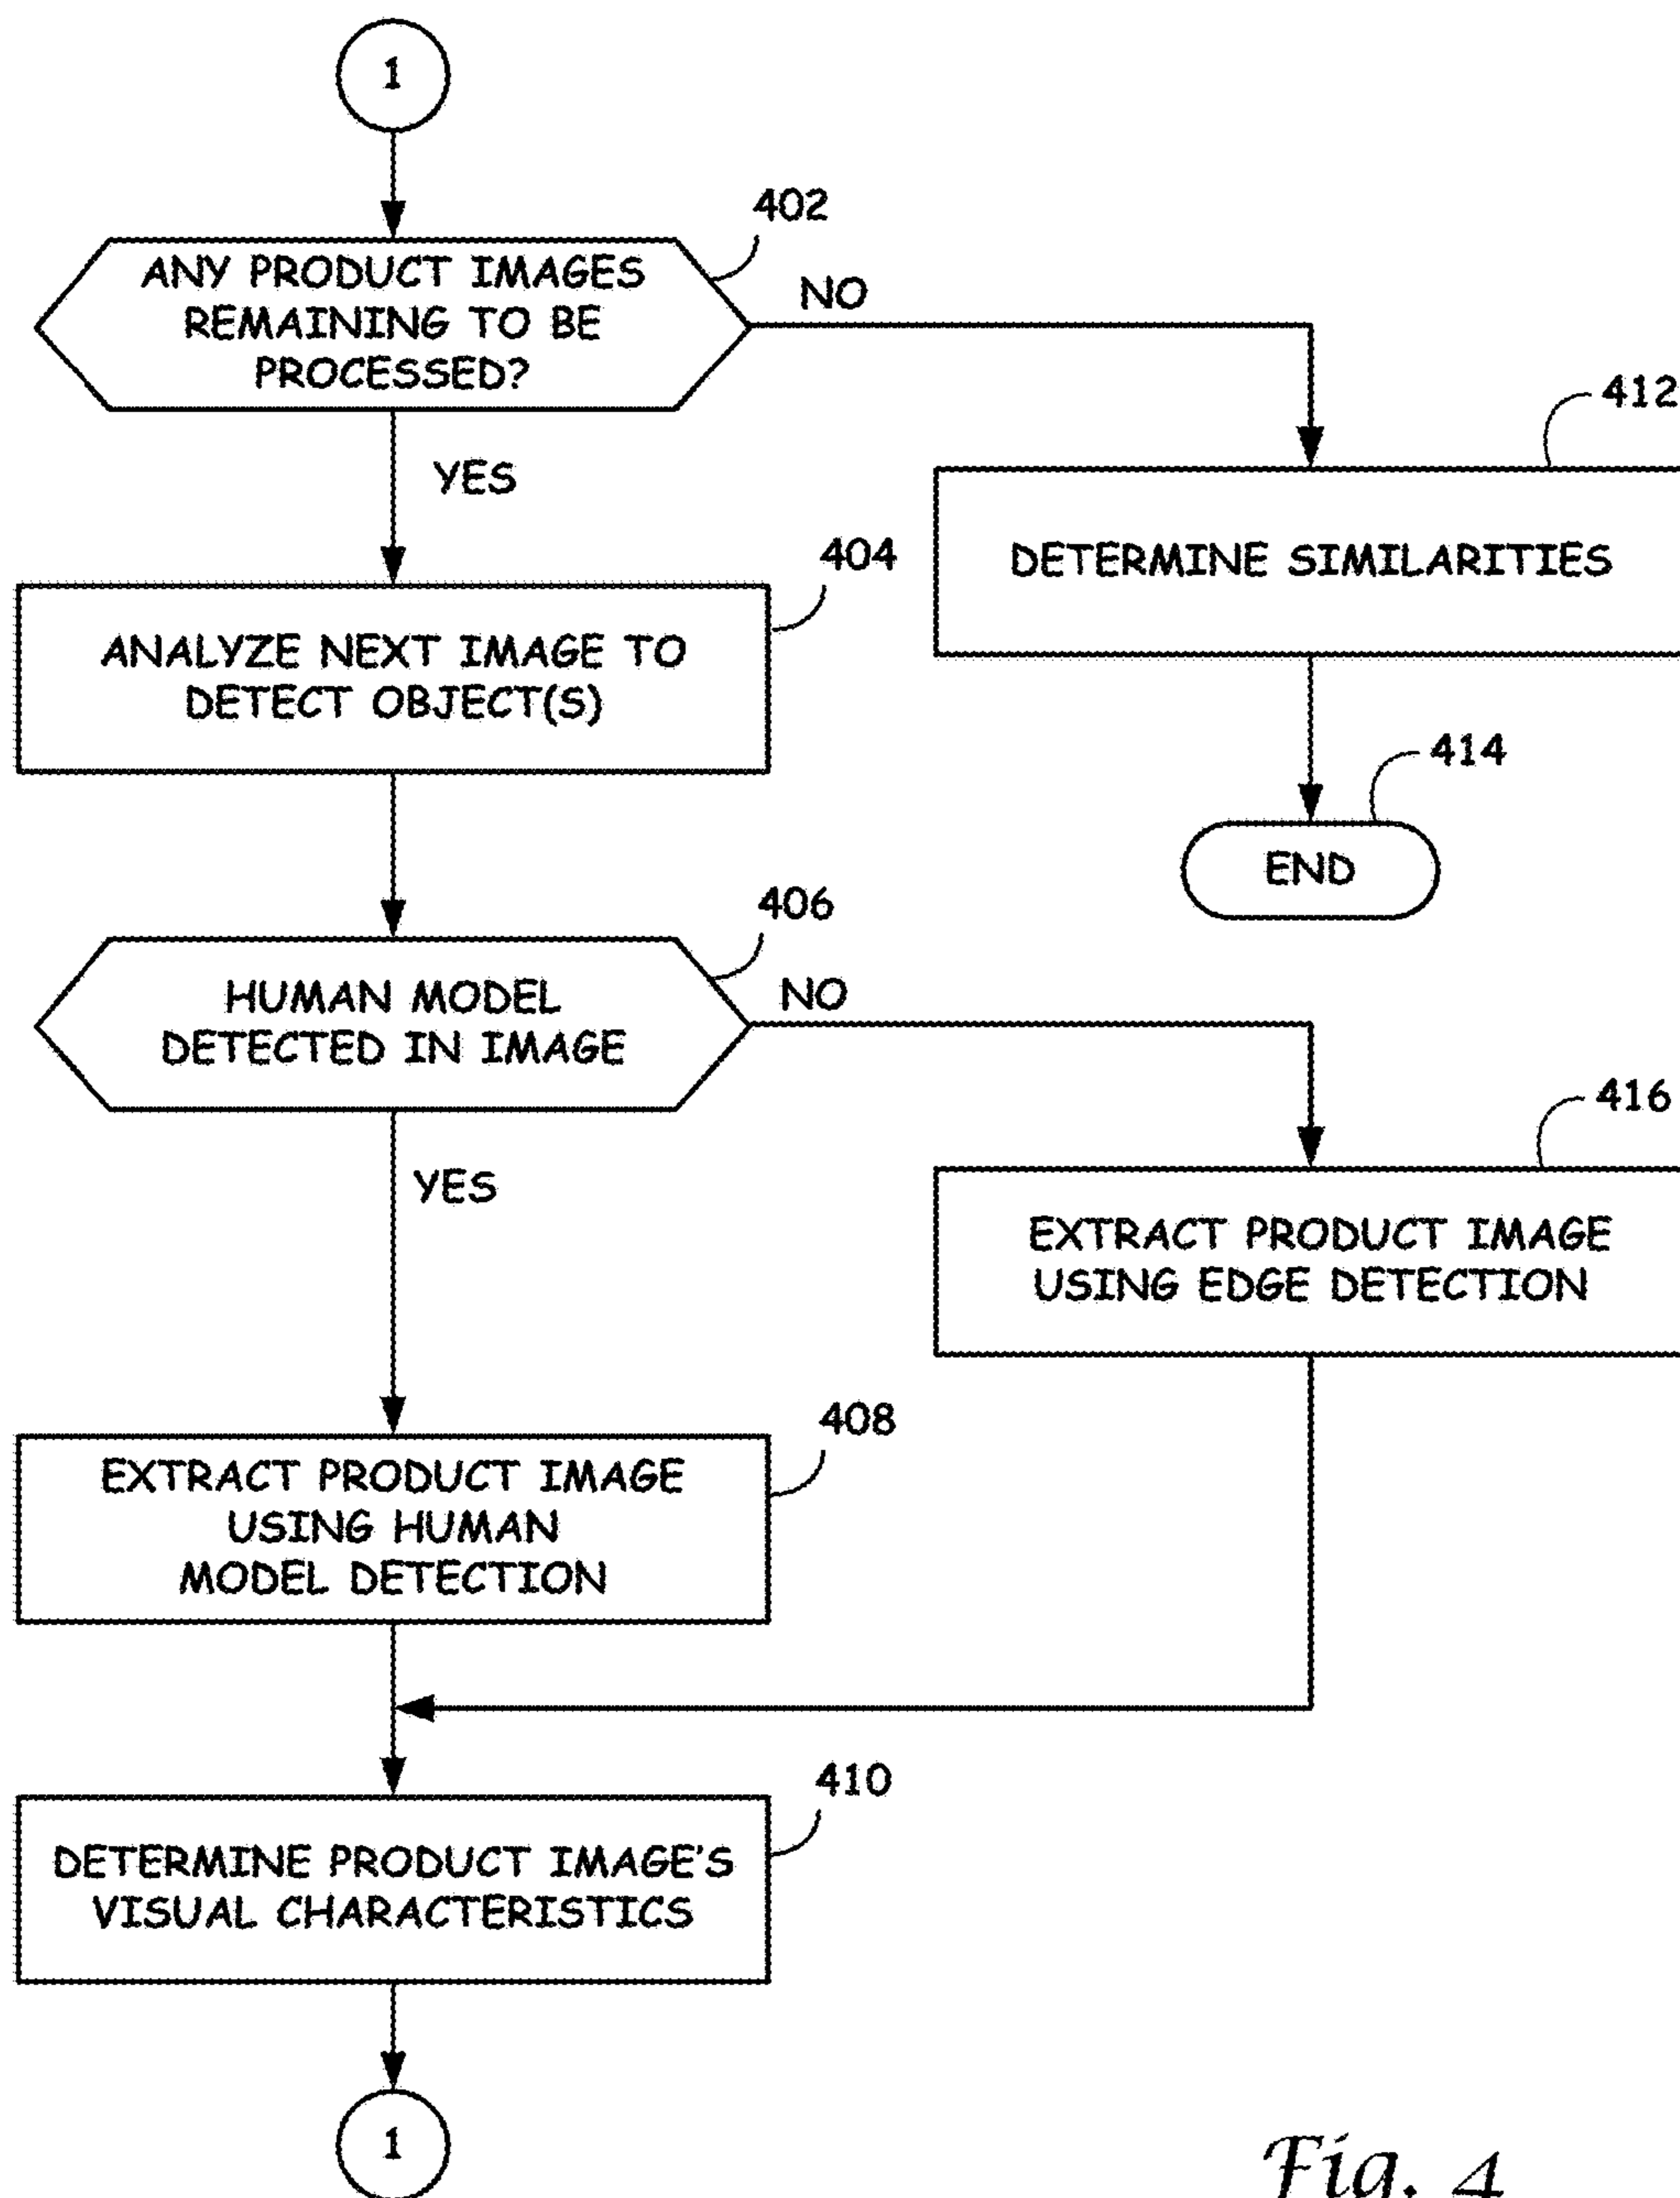 1
402
ANY PRODUCT IMAGES
REMAINING TO BE
PROCESSED?
NO
YES
412
DETERMINE SIMILARITIES
404
ANALYZE NEXT IMAGE TO
DETECT OBJECT(S)
414
END
406
HUMAN MODEL
DETECTED IN IMAGE
NO
YES
416
EXTRACT PRODUCT IMAGE
USING EDGE DETECTION
408
EXTRACT PRODUCT IMAGE
USING HUMAN
MODEL DETECTION
410
DETERMINE PRODUCT IMAGE'S
VISUAL CHARACTERISTICS
1
Fig. 4